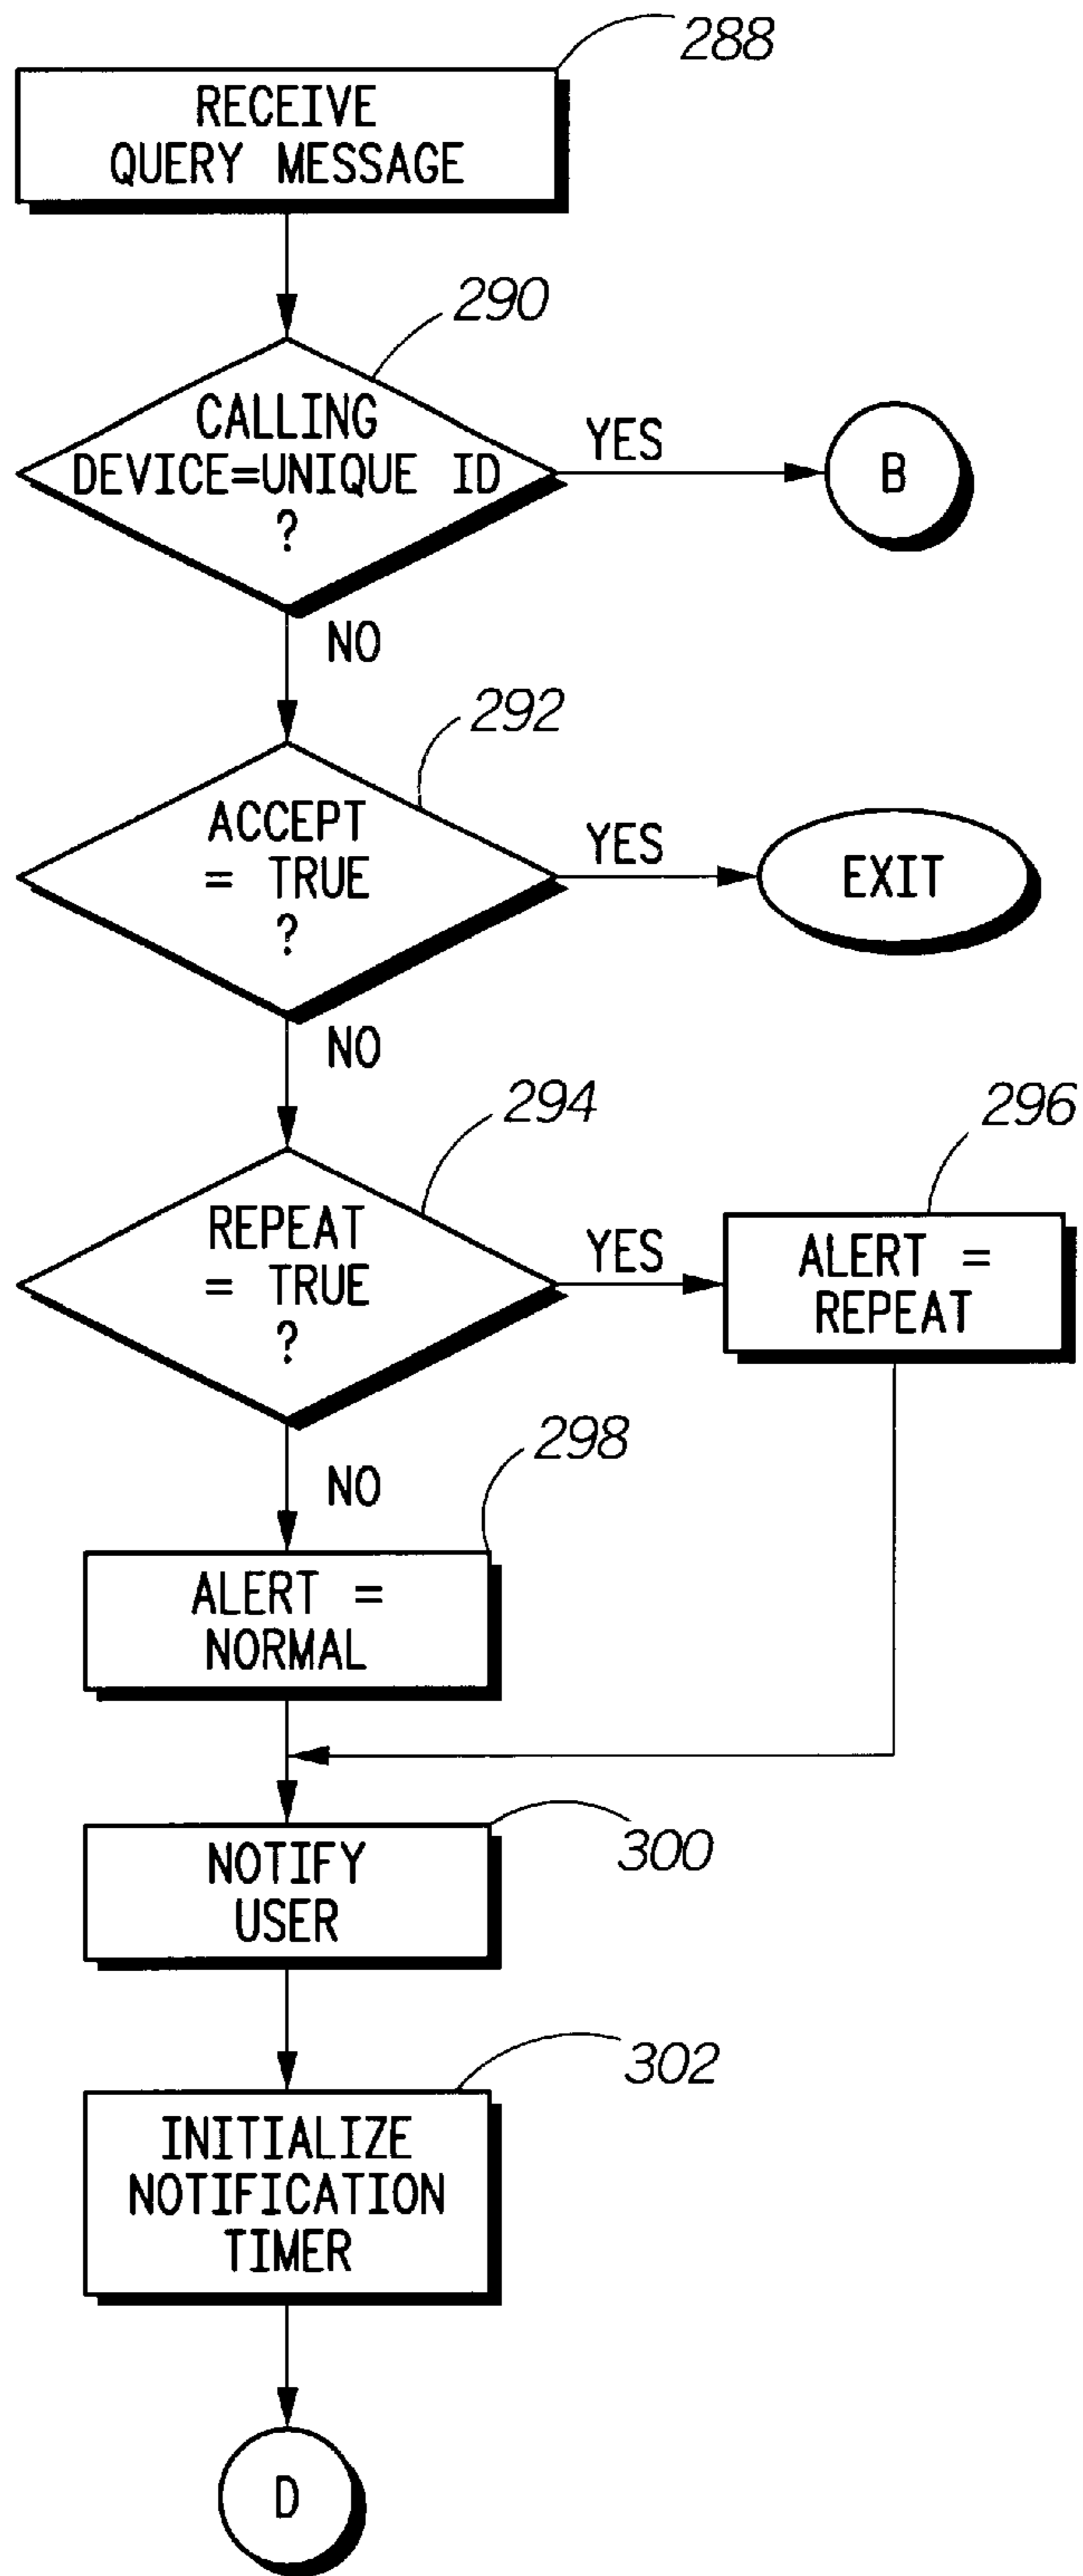 288
RECEIVE
QUERY MESSAGE
290
CALLING
DEVICE=UNIQUE ID
?
YES
B
NO
292
ACCEPT
= TRUE
?
YES
EXIT
NO
294
REPEAT
= TRUE
?
YES
296
ALERT =
REPEAT
NO
298
ALERT =
NORMAL
300
NOTIFY
USER
302
INITIALIZE
NOTIFICATION
TIMER
D